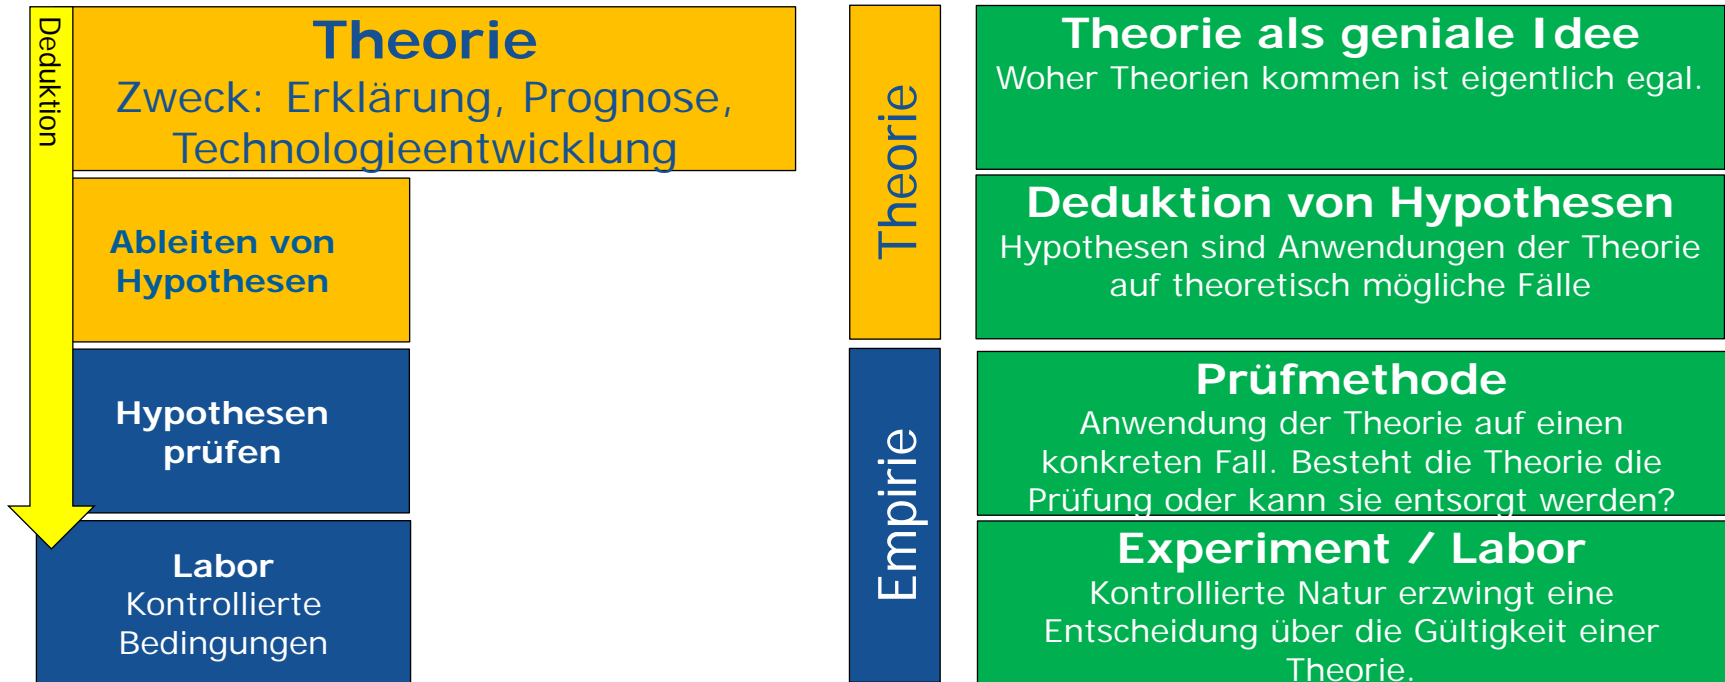 Deduktion
Theorie
Zweck: Erklärung, Prognose,
Technologieentwicklung
Ableiten von
Hypothesen
Hypothesen
prüfen
Labor
Kontrollierte
Bedingungen
Theorie
Empirie
Theorie als geniale Idee
Woher Theorien kommen ist eigentlich egal.
Deduktion von Hypothesen
Hypothesen sind Anwendungen der Theorie
auf theoretisch mögliche Fälle
Prüfmethode
Anwendung der Theorie auf einen
konkreten Fall. Besteht die Theorie die
Prüfung oder kann sie entsorgt werden?
Experiment / Labor
Kontrollierte Natur erzwingt eine
Entscheidung über die Gültigkeit einer
Theorie.